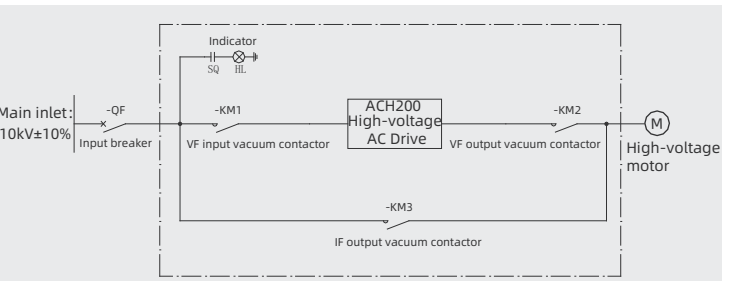 Indicator
SQ HL
Main inlet:
10kV±10%
-QF
Input breaker
-KM1
VF input vacuum contactor
ACH200
High-voltage
AC Drive
-KM2
VF output vacuum contactor
M
High-voltage
motor
-KM3
IF output vacuum contactor